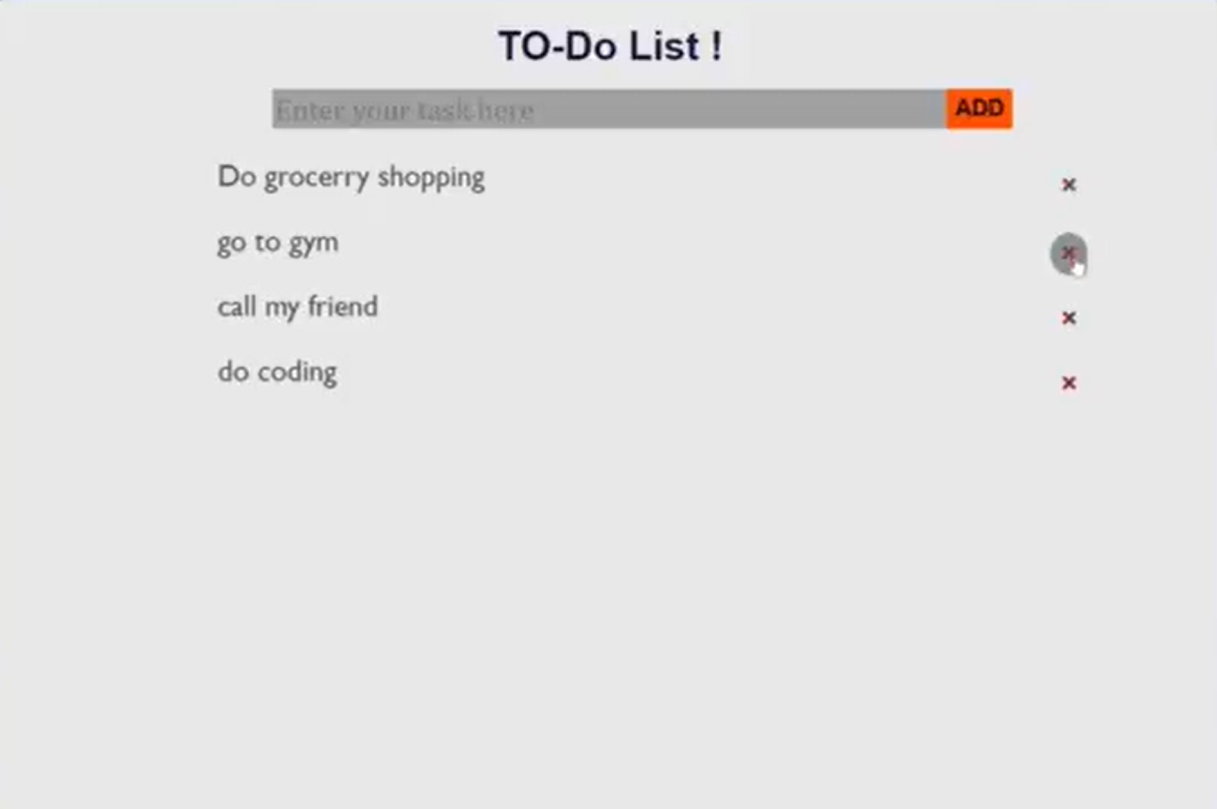 TO-Do List !
Enter your task here
ADD
Do grocerry shopping
×
go to gym
×
call my friend
×
do coding
×